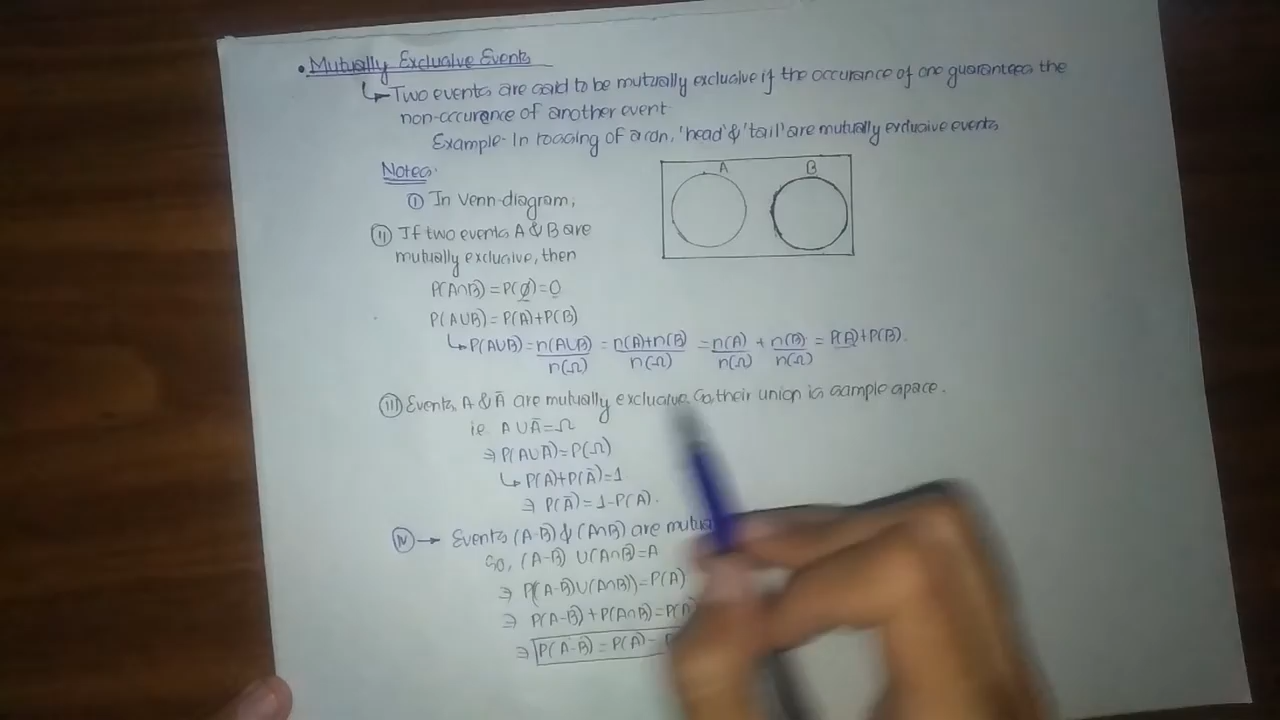 • Mutually Exclusive Events
↳ Two events are said to be mutually exclusive if the occurance of one guarantees the
non-occurance of another event
Example- In tossing of a coin, 'head' & 'tail' are mutually exclusive events
Notes:
① In Venn-diagram,
A B
⑪ If two events A & B are
mutually exclusive, then
P(A∩B) = P(∅) = 0
P(A∪B) = P(A)+P(B)
↳ P(A∪B) = n(A∪B)/n(Ω) = n(A)+n(B)/n(Ω) = n(A)/n(Ω) + n(B)/n(Ω) = P(A)+P(B).
⑪⑪ Events A & Ā are mutually exclusive. So, their union is sample space.
ie. A∪Ā = Ω
⇒ P(A∪Ā) = P(Ω)
↳ P(A)+P(Ā) = 1
⇒ P(Ā) = 1-P(A).
Ⓘⓥ → Events (A-B) & (A∩B) are
So, (A-B) ∪ (A∩B) = A
⇒ P((A-B)∪(A∩B)) = P(A)
⇒ P(A-B) + P(A∩B) = P(A)
⇒ P(A-B) = P(A) -